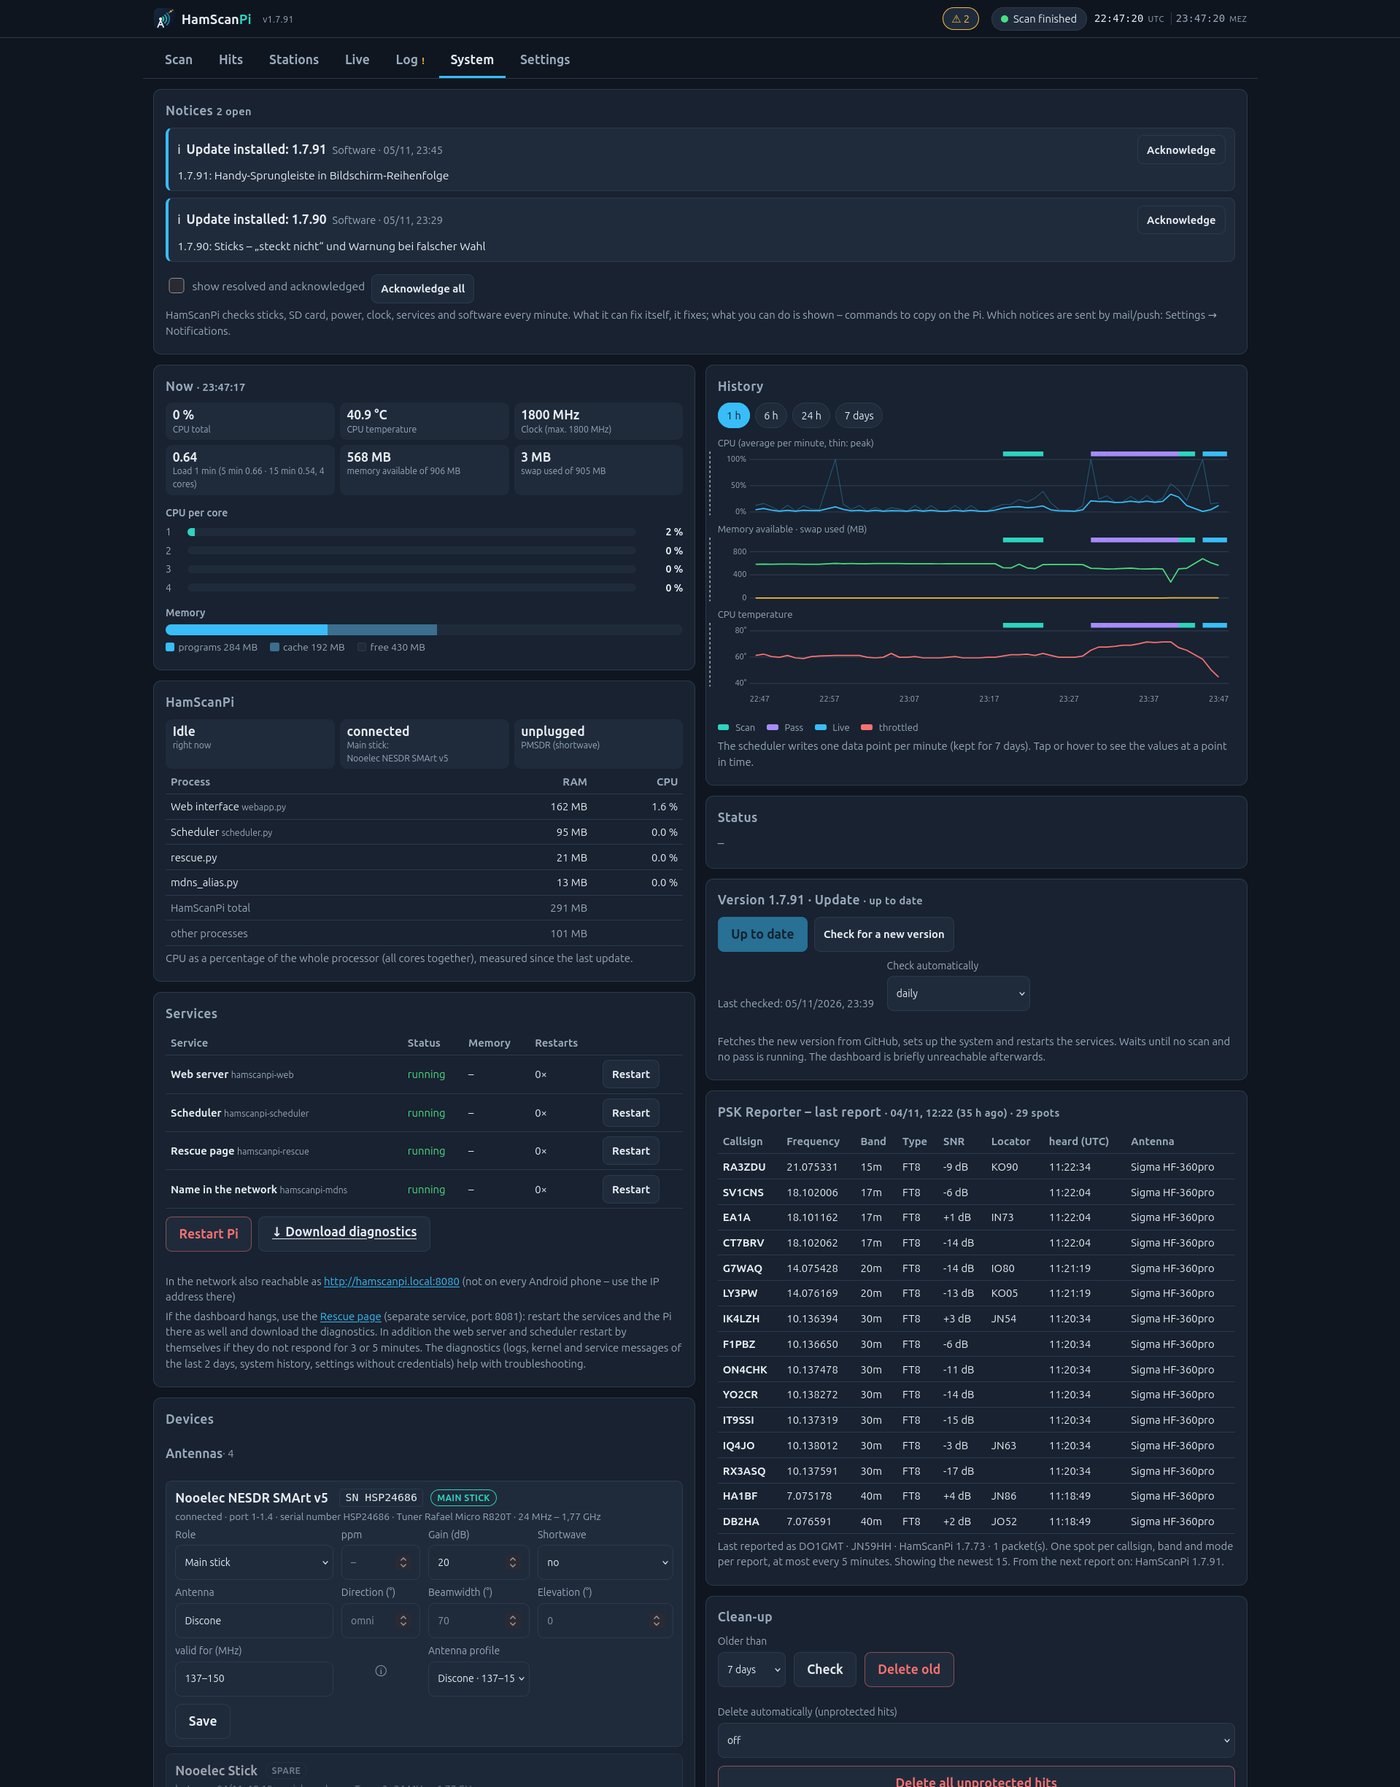 HamScanPi v1.7.91
⚠ 2
Scan finished
22:47:20 UTC 23:47:20 MEZ
Scan Hits Stations Live Log ! System Settings
Notices 2 open
i Update installed: 1.7.91 Software · 05/11, 23:45
Acknowledge
1.7.91: Handy-Sprungleiste in Bildschirm-Reihenfolge
i Update installed: 1.7.90 Software · 05/11, 23:29
Acknowledge
1.7.90: Sticks – „steckt nicht“ und Warnung bei falscher Wahl
show resolved and acknowledged
Acknowledge all
HamScanPi checks sticks, SD card, power, clock, services and software every minute. What it can fix itself, it fixes; what you can do is shown – commands to copy on the Pi. Which notices are sent by mail/push: Settings →
Notifications.
Now · 23:47:17
0 %
CPU total
40.9 °C
CPU temperature
1800 MHz
Clock (max. 1800 MHz)
0.64
Load 1 min (5 min 0.66 · 15 min 0.54, 4
cores)
568 MB
memory available of 906 MB
3 MB
swap used of 905 MB
CPU per core
1 2 %
2 0 %
3 0 %
4 0 %
Memory
programs 284 MB cache 192 MB free 430 MB
HamScanPi
Idle
right now
connected
Main stick:
Nooelec NESDR SMArt v5
unplugged
PMSDR (shortwave)
Process RAM CPU
Web interface webapp.py 162 MB 1.6 %
Scheduler scheduler.py 95 MB 0.0 %
rescue.py 21 MB 0.0 %
mdns_alias.py 13 MB 0.0 %
HamScanPi total 291 MB
other processes 101 MB
CPU as a percentage of the whole processor (all cores together), measured since the last update.
Services
Service Status Memory Restarts
Web server hamscanpi-web running – 0× Restart
Scheduler hamscanpi-scheduler running – 0× Restart
Rescue page hamscanpi-rescue running – 0× Restart
Name in the network hamscanpi-mdns running – 0× Restart
Restart Pi
↓ Download diagnostics
In the network also reachable as http://hamscanpi.local:8080 (not on every Android phone – use the IP
address there)
If the dashboard hangs, use the Rescue page (separate service, port 8081): restart the services and the Pi
there as well and download the diagnostics. In addition the web server and scheduler restart by
themselves if they do not respond for 3 or 5 minutes. The diagnostics (logs, kernel and service messages of
the last 2 days, system history, settings without credentials) help with troubleshooting.
Devices
Antennas · 4
Nooelec NESDR SMArt v5 SN HSP24686 MAIN STICK
connected · port 1-1.4 · serial number HSP24686 · Tuner Rafael Micro R820T · 24 MHz – 1,77 GHz
Role ppm Gain (dB) Shortwave
Main stick – 20 no
Antenna Direction (°) Beamwidth (°) Elevation (°)
Discone omni 70 0
valid for (MHz) Antenna profile
137–150 ⓘ Discone · 137–15
Save
Nooelec Stick SPARE
History
1 h 6 h 24 h 7 days
CPU (average per minute, thin: peak)
100%
50%
0%
Memory available · swap used (MB)
800
400
0
CPU temperature
80°
60°
40°
22:47 22:57 23:07 23:17 23:27 23:37 23:47
Scan Pass Live throttled
The scheduler writes one data point per minute (kept for 7 days). Tap or hover to see the values at a point
in time.
Status
–
Version 1.7.91 · Update · up to date
Up to date
Check for a new version
Check automatically
Last checked: 05/11/2026, 23:39 daily
Fetches the new version from GitHub, sets up the system and restarts the services. Waits until no scan and
no pass is running. The dashboard is briefly unreachable afterwards.
PSK Reporter – last report · 04/11, 12:22 (35 h ago) · 29 spots
Callsign Frequency Band Type SNR Locator heard (UTC) Antenna
RA3ZDU 21.075331 15m FT8 -9 dB KO90 11:22:34 Sigma HF-360pro
SV1CNS 18.102006 17m FT8 -6 dB 11:22:04 Sigma HF-360pro
EA1A 18.101162 17m FT8 +1 dB IN73 11:22:04 Sigma HF-360pro
CT7BRV 18.102062 17m FT8 -14 dB 11:22:04 Sigma HF-360pro
G7WAQ 14.075428 20m FT8 -14 dB IO80 11:21:19 Sigma HF-360pro
LY3PW 14.076169 20m FT8 -13 dB KO05 11:21:19 Sigma HF-360pro
IK4LZH 10.136394 30m FT8 +3 dB JN54 11:20:34 Sigma HF-360pro
F1PBZ 10.136650 30m FT8 -6 dB 11:20:34 Sigma HF-360pro
ON4CHK 10.137478 30m FT8 -11 dB 11:20:34 Sigma HF-360pro
YO2CR 10.138272 30m FT8 -14 dB 11:20:34 Sigma HF-360pro
IT9SSI 10.137319 30m FT8 -15 dB 11:20:34 Sigma HF-360pro
IQ4JO 10.138012 30m FT8 -3 dB JN63 11:20:34 Sigma HF-360pro
RX3ASQ 10.137591 30m FT8 -17 dB 11:20:34 Sigma HF-360pro
HA1BF 7.075178 40m FT8 +4 dB JN86 11:18:49 Sigma HF-360pro
DB2HA 7.076591 40m FT8 +2 dB JO52 11:18:49 Sigma HF-360pro
Last reported as DO1GMT · JN59HH · HamScanPi 1.7.73 · 1 packet(s). One spot per callsign, band and mode
per report, at most every 5 minutes. Showing the newest 15. From the next report on: HamScanPi 1.7.91.
Clean-up
Older than
7 days Check Delete old
Delete automatically (unprotected hits)
off
Delete all unprotected hits